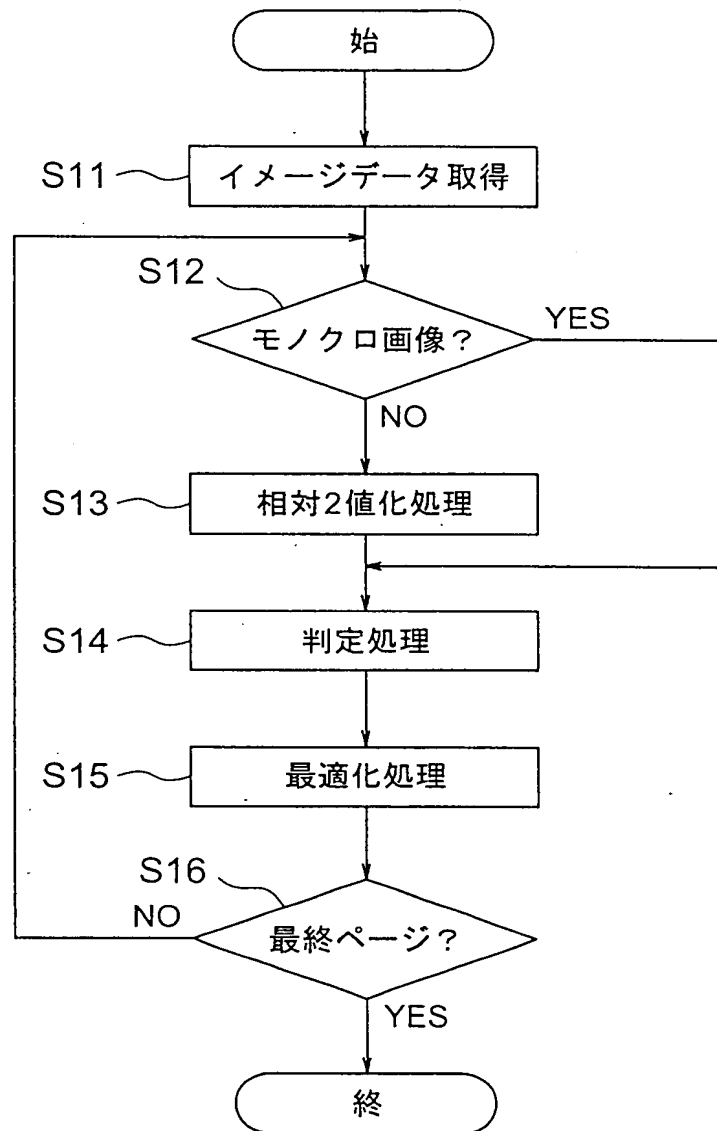 始
S11
イメージデータ取得
S12
モノクロ画像?
YES
NO
S13
相対2値化処理
S14
判定処理
S15
最適化処理
S16
NO
最終ページ?
YES
終